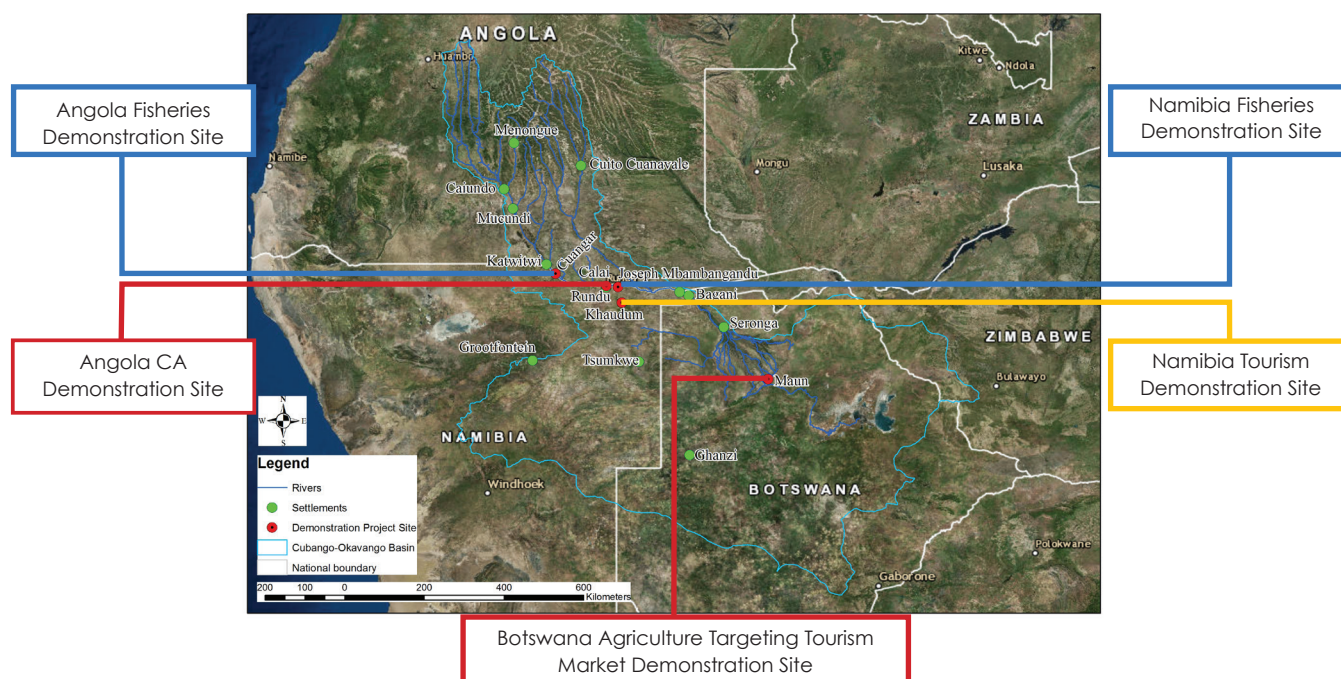 ANGOLA
Huambo
Kitwe
Ndola
Angola Fisheries
Demonstration Site
Namibia Fisheries
Demonstration Site
ZAMBIA
Menongue
Namibe
Cuito Cuanavale
Mongu
Lusaka
Caiundo
Mucundi
Katwitwi
Cuangar
Calai
Joseph Mbambangandu
Rundu
Bagani
Khaudum
Seronga
ZIMBABWE
Angola CA
Demonstration Site
Grootfontein
Tsumkwe
Namibia Tourism
Demonstration Site
Maun
Bulawayo
N
W E
S
NAMIBIA
Ghanzi
Legend
Windhoek
BOTSWANA
Rivers
Settlements
Demonstration Project Site
Cubango-Okavango Basin
National boundary
Polokwane
Gaborone
200 100 0 200 400 600
Kilometers
Botswana Agriculture Targeting Tourism
Market Demonstration Site